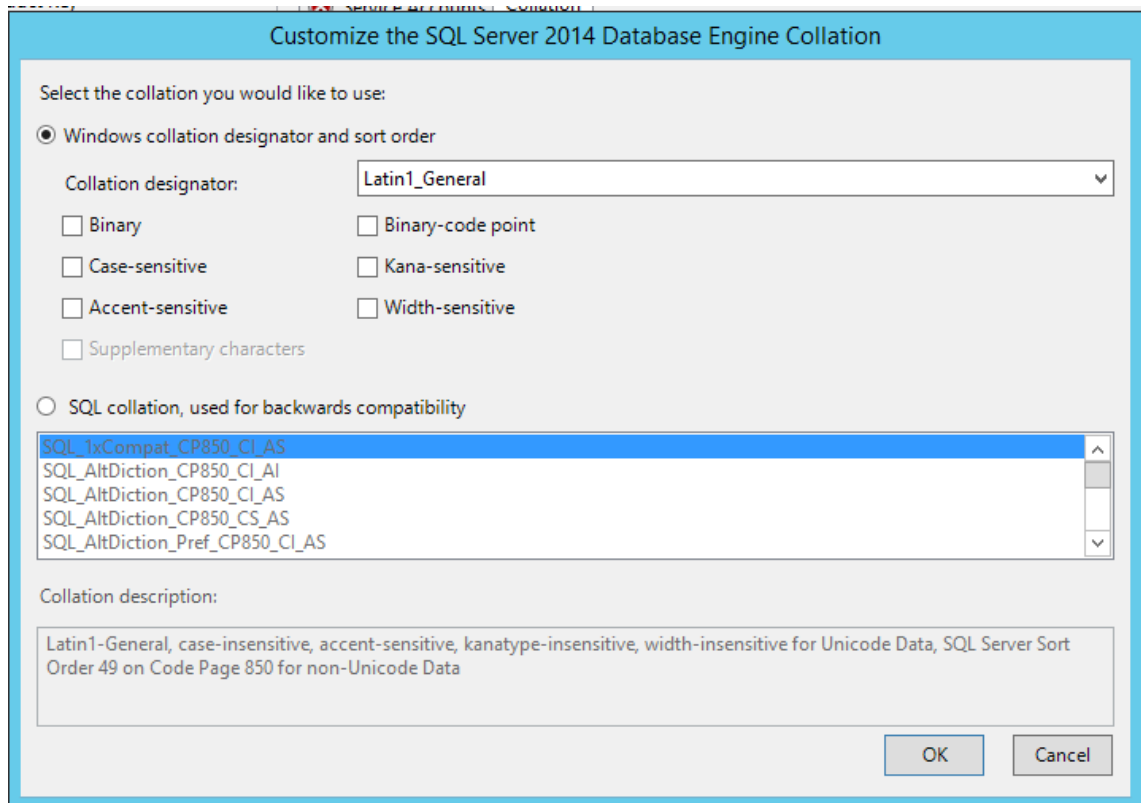 Service Accounts Collation
Customize the SQL Server 2014 Database Engine Collation
Select the collation you would like to use:
Windows collation designator and sort order
Collation designator: Latin1_General
Binary Binary-code point
Case-sensitive Kana-sensitive
Accent-sensitive Width-sensitive
Supplementary characters
SQL collation, used for backwards compatibility
SQL_1xCompat_CP850_CI_AS
SQL_AltDiction_CP850_CI_AI
SQL_AltDiction_CP850_CI_AS
SQL_AltDiction_CP850_CS_AS
SQL_AltDiction_Pref_CP850_CI_AS
Collation description:
Latin1-General, case-insensitive, accent-sensitive, kanatype-insensitive, width-insensitive for Unicode Data, SQL Server Sort
Order 49 on Code Page 850 for non-Unicode Data
OK Cancel